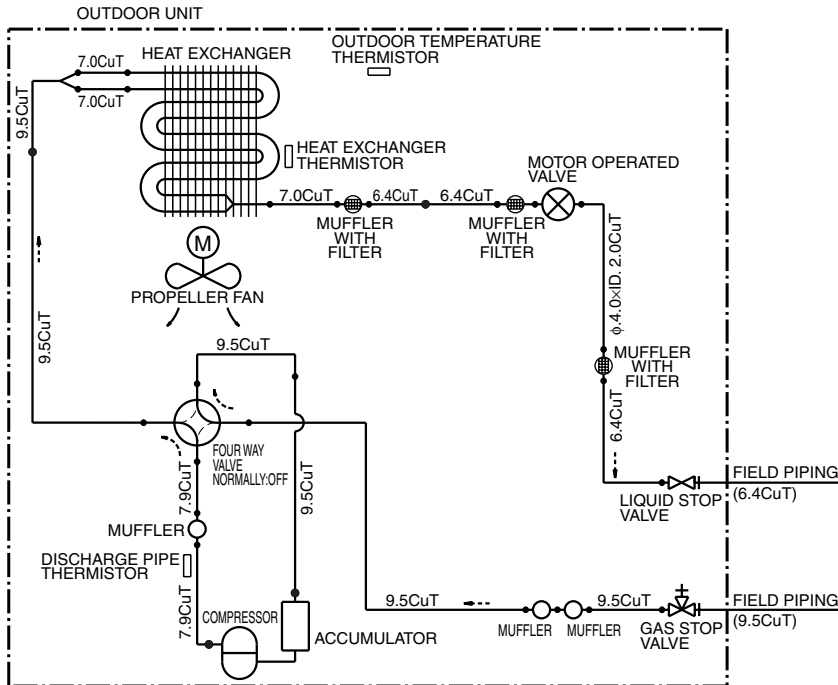 OUTDOOR UNIT
HEAT EXCHANGER
OUTDOOR TEMPERATURE
THERMISTOR
7.0CuT
7.0CuT
9.5CuT
HEAT EXCHANGER
THERMISTOR
7.0CuT
6.4CuT
6.4CuT
MOTOR OPERATED
VALVE
MUFFLER
WITH
FILTER
MUFFLER
WITH
FILTER
M
PROPELLER FAN
9.5CuT
ϕ.4.0×ID. 2.0CuT
MUFFLER
WITH
FILTER
6.4CuT
9.5CuT
FOUR WAY
VALVE
NORMALLY:OFF
7.9CuT
9.5CuT
MUFFLER
DISCHARGE PIPE
THERMISTOR
7.9CuT
COMPRESSOR
ACCUMULATOR
LIQUID STOP
VALVE
FIELD PIPING
(6.4CuT)
9.5CuT
MUFFLER
MUFFLER
9.5CuT
GAS STOP
VALVE
FIELD PIPING
(9.5CuT)